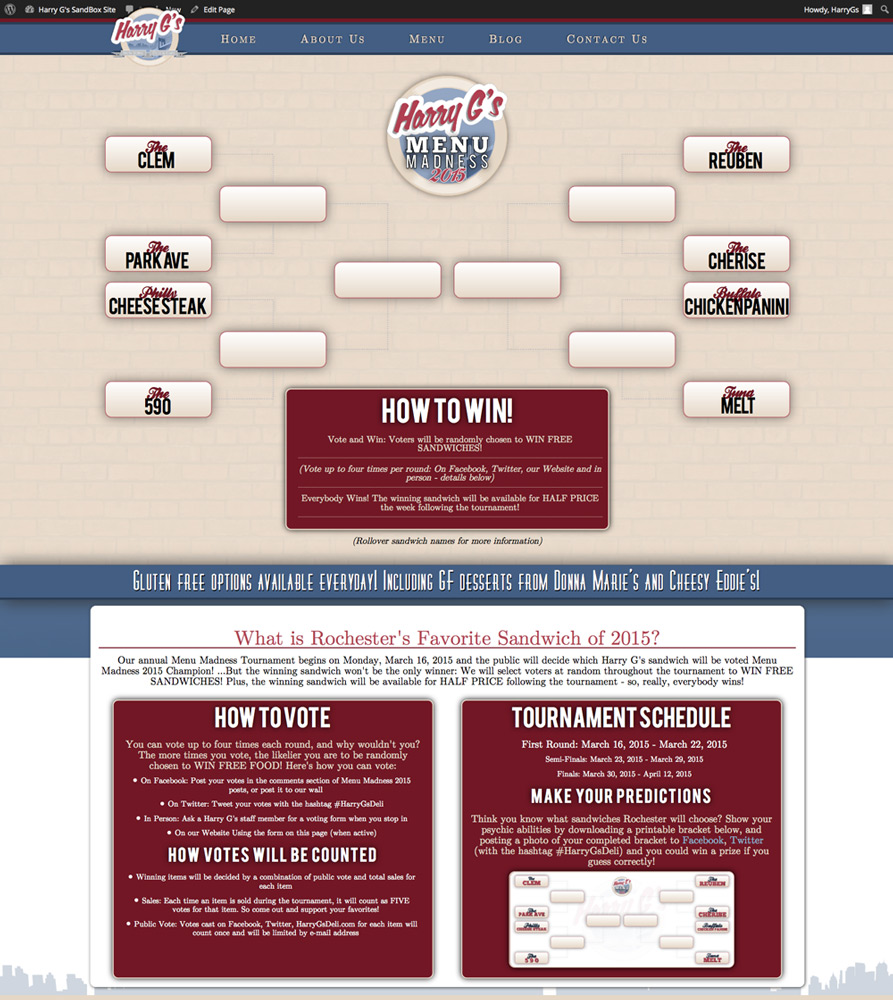 Harry G's SandBox Site
New
Edit Page
Howdy, HarryGs
Harry G's
Home
About Us
Menu
Blog
Contact Us
Harry G's
MENU
MADNESS
2015
The
CLEM
The
REUBEN
The
PARK AVE
The
CHERISE
Philly
CHEESESTEAK
Buffalo
CHICKEN PANINI
The
590
Tuna
MELT
HOW TO WIN!
Vote and Win: Voters will be randomly chosen to WIN FREE
SANDWICHES!
(Vote up to four times per round: On Facebook, Twitter, our Website and in
person - details below)
Everybody Wins! The winning sandwich will be available for HALF PRICE
the week following the tournament!
(Rollover sandwich names for more information)
Gluten free options available everyday! Including GF desserts from Donna Marie's and Cheesy Eddie's!
What is Rochester's Favorite Sandwich of 2015?
Our annual Menu Madness Tournament begins on Monday, March 16, 2015 and the public will decide which Harry G's sandwich will be voted Menu
Madness 2015 Champion! ...But the winning sandwich won't be the only winner: We will select voters at random throughout the tournament to WIN FREE
SANDWICHES! Plus, the winning sandwich will be available for HALF PRICE following the tournament - so, really, everybody wins!
HOW TO VOTE
You can vote up to four times each round, and why wouldn't you?
The more times you vote, the likelier you are to be randomly
chosen to WIN FREE FOOD! Here's how you can vote:
• On Facebook: Post your votes in the comments section of Menu Madness 2015
posts, or post it to our wall
• On Twitter: Tweet your votes with the hashtag #HarryGsDeli
• In Person: Ask a Harry G's staff member for a voting form when you stop in
• On our Website Using the form on this page (when active)
HOW VOTES WILL BE COUNTED
• Winning items will be decided by a combination of public vote and total sales for
each item
• Sales: Each time an item is sold during the tournament, it will count as FIVE
votes for that item. So come out and support your favorites!
• Public Vote: Votes cast on Facebook, Twitter, HarryGsDeli.com for each item will
count once and will be limited by e-mail address
TOURNAMENT SCHEDULE
First Round: March 16, 2015 - March 22, 2015
Semi-Finals: March 23, 2015 - March 29, 2015
Finals: March 30, 2015 - April 12, 2015
MAKE YOUR PREDICTIONS
Think you know what sandwiches Rochester will choose? Show your
psychic abilities by downloading a printable bracket below, and
posting a photo of your completed bracket to Facebook, Twitter
(with the hashtag #HarryGsDeli) and you could win a prize if you
guess correctly!
The
CLEM
Harry G's
The
REUBEN
The
PARK AVE
The
CHERISE
CHEESE STEAK
Buffalo
CHICKEN PANINI
The
590
Tuna
MELT